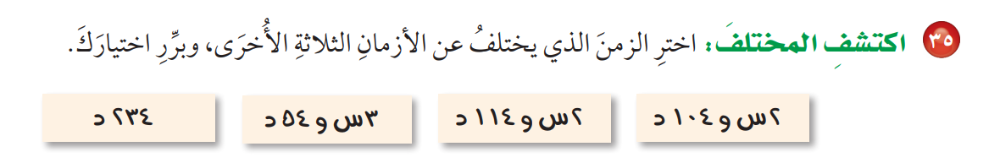 ٣٥ اكتشفِ المختلفَ: اخترِ الزمنَ الذي يختلفُ عن الأزمانِ الثلاثةِ الأُخرَى، وبرِّرِ اختيارَكَ.
٢س و ١٠٤ د ٢س و ١١٤ د ٣س و ٥٤ د ٢٣٤ د